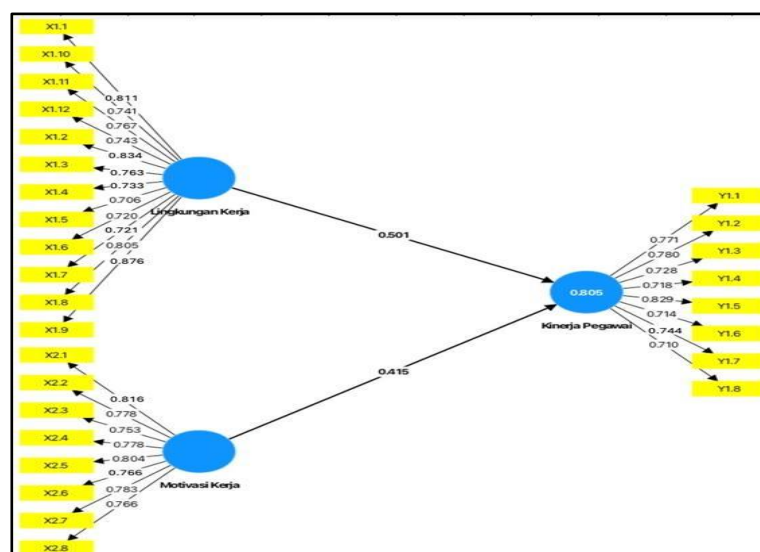 X1.1
X1.10
X1.11
X1.12
X1.2
X1.3
X1.4
X1.5
X1.6
X1.7
X1.8
X1.9
0.811
0.741
0.767
0.743
0.834
0.763
0.733
0.706
0.720
0.721
0.805
0.876
Lingkungan Kerja
0.501
X2.1
X2.2
X2.3
X2.4
X2.5
X2.6
X2.7
X2.8
0.816
0.778
0.753
0.778
0.804
0.766
0.783
0.766
Motivasi Kerja
0.415
0.805
Kinerja Pegawai
0.771
0.780
0.728
0.718
0.829
0.714
0.744
0.710
Y1.1
Y1.2
Y1.3
Y1.4
Y1.5
Y1.6
Y1.7
Y1.8